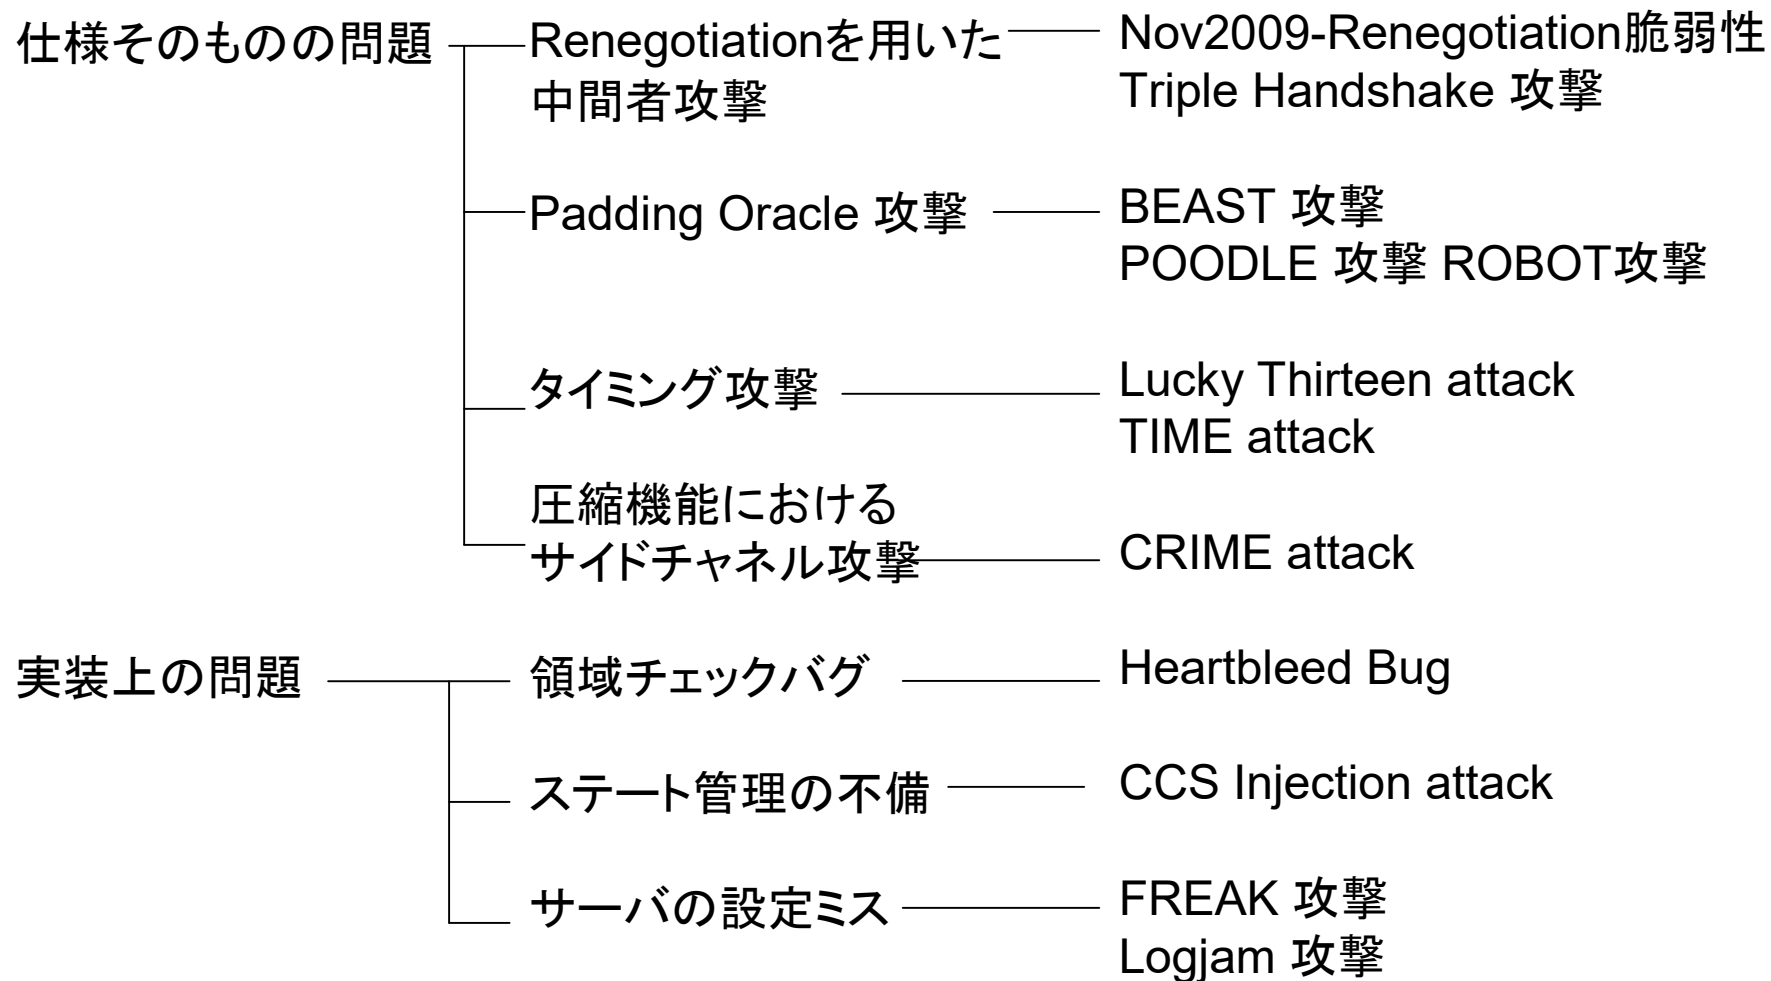 仕様そのものの問題
Renegotiationを用いた
中間者攻撃
Nov2009-Renegotiation脆弱性
Triple Handshake 攻撃
Padding Oracle 攻撃
BEAST 攻撃
POODLE 攻撃 ROBOT攻撃
タイミング攻撃
Lucky Thirteen attack
TIME attack
圧縮機能における
サイドチャネル攻撃
CRIME attack
実装上の問題
領域チェックバグ
Heartbleed Bug
ステート管理の不備
CCS Injection attack
サーバの設定ミス
FREAK 攻撃
Logjam 攻撃